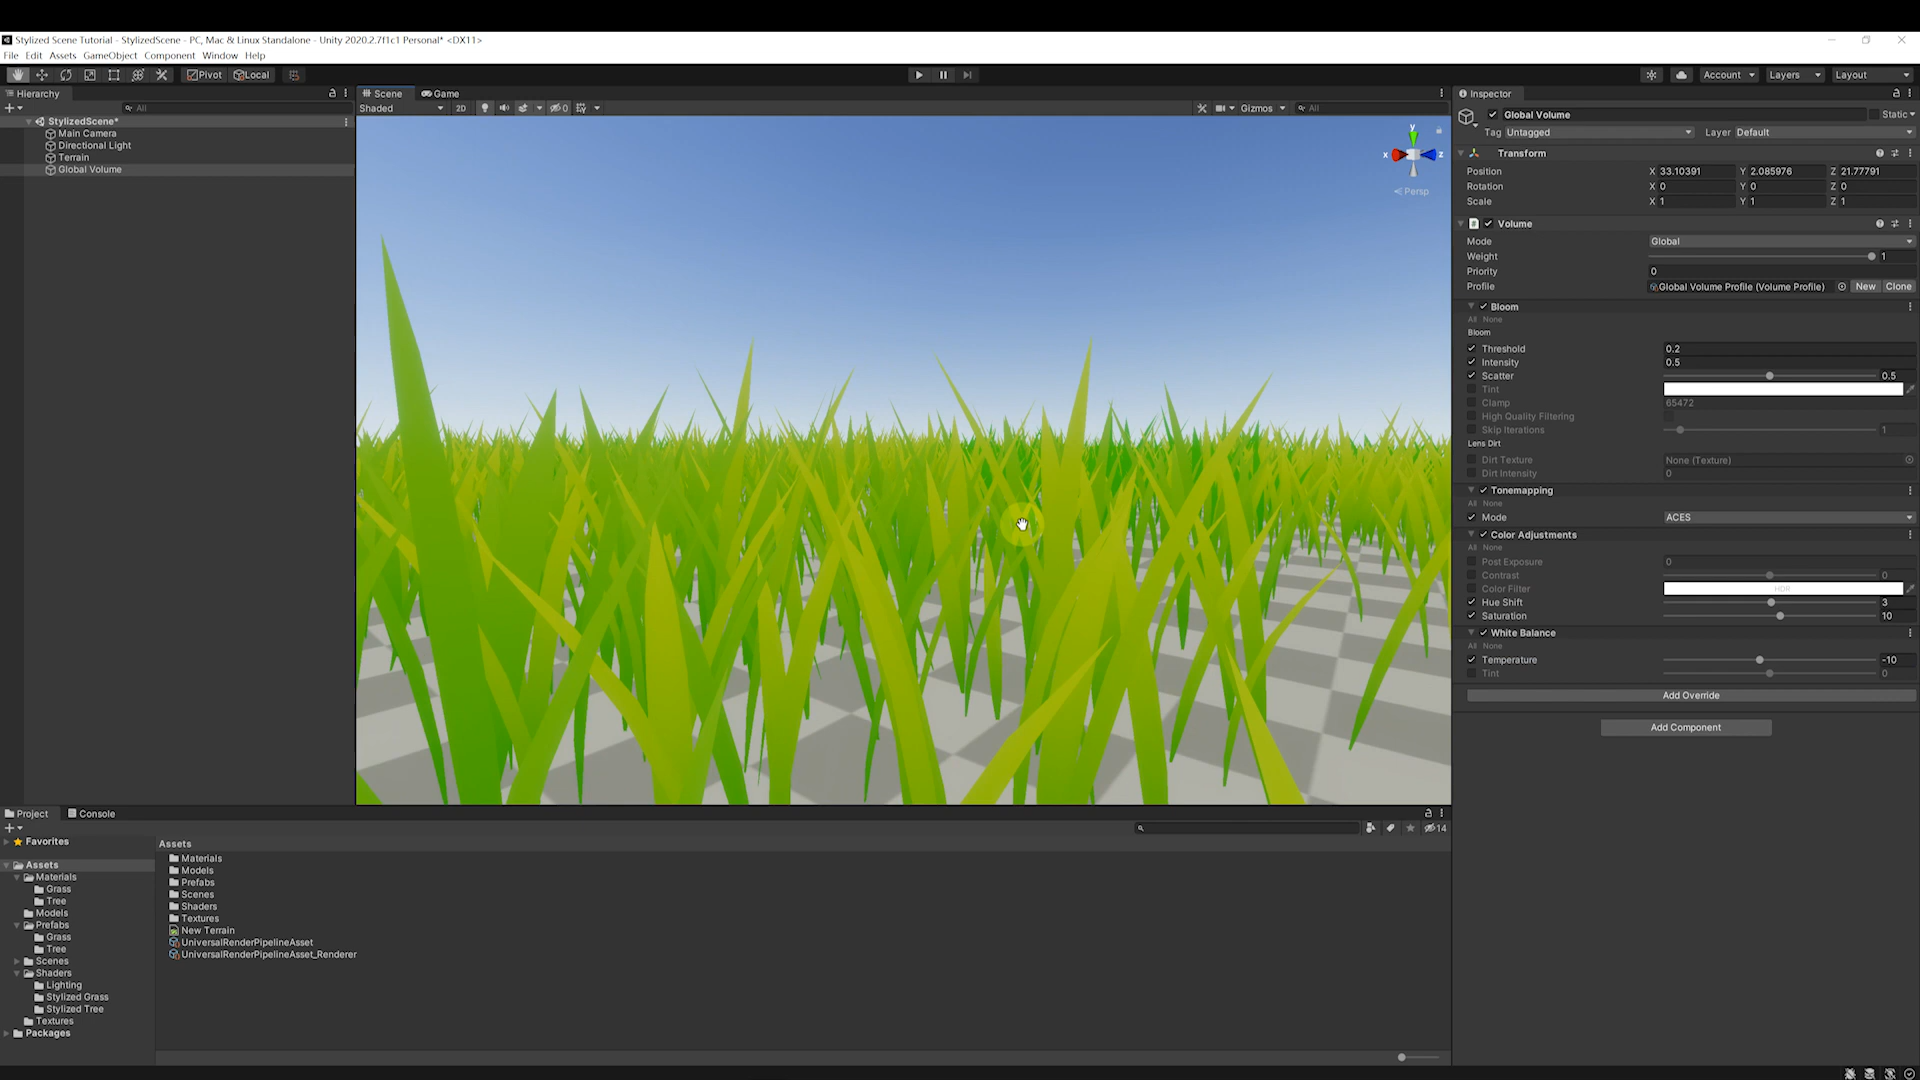 Stylized Scene Tutorial - StylizedScene - PC, Mac & Linux Standalone - Unity 2020.2.7f1c1 Personal* <DX11>
File Edit Assets GameObject Component Window Help
Pivot Local Account Layers Layout
Hierarchy
All
StylizedScene*
Main Camera
Directional Light
Terrain
Global Volume
Scene Game
Shaded 2D 0 Gizmos All
y
x z
Persp
Inspector
Global Volume Static
Tag Untagged Layer Default
Transform
Position X 33.10391 Y 2.085976 Z 21.77791
Rotation X 0 Y 0 Z 0
Scale X 1 Y 1 Z 1
Volume
Mode Global
Weight 1
Priority 0
Profile Global Volume Profile (Volume Profile) New Clone
Bloom
All None
Bloom
Threshold 0.2
Intensity 0.5
Scatter 0.5
Tint
Clamp 65472
High Quality Filtering
Skip Iterations 1
Lens Dirt
Dirt Texture None (Texture)
Dirt Intensity 0
Tonemapping
All None
Mode ACES
Color Adjustments
All None
Post Exposure 0
Contrast 0
Color Filter HDR
Hue Shift 3
Saturation 10
White Balance
All None
Temperature -10
Tint 0
Add Override
Add Component
Project Console
14
Favorites
Assets
Materials
Grass
Tree
Models
Prefabs
Grass
Tree
Scenes
Shaders
Lighting
Stylized Grass
Stylized Tree
Textures
Packages
Assets
Materials
Models
Prefabs
Scenes
Shaders
Textures
New Terrain
UniversalRenderPipelineAsset
UniversalRenderPipelineAsset_Renderer